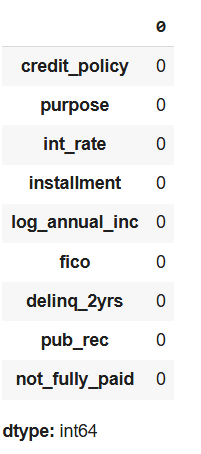 0
credit_policy 0
purpose 0
int_rate 0
installment 0
log_annual_inc 0
fico 0
delinq_2yrs 0
pub_rec 0
not_fully_paid 0
dtype: int64